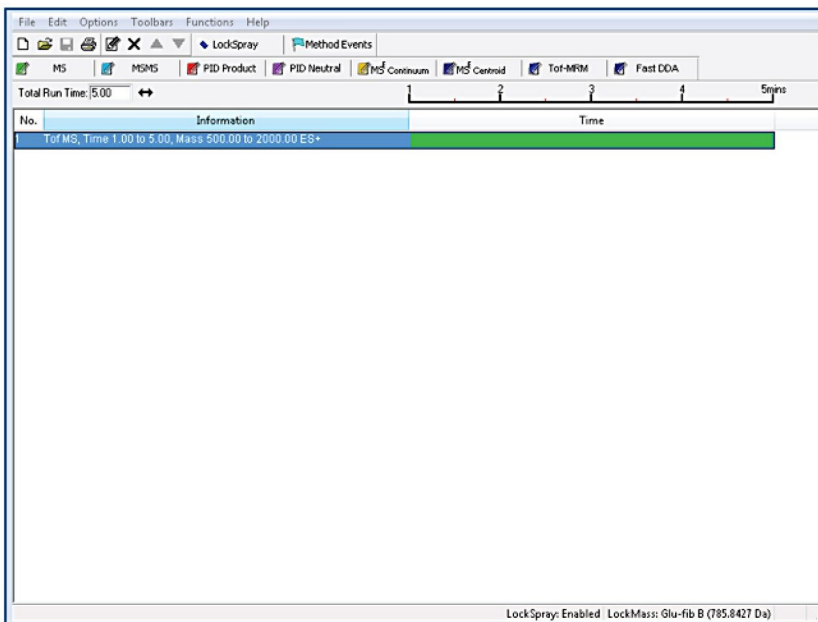 File Edit Options Toolbars Functions Help
LockSpray Method Events
MS MSMS PID Product PID Neutral MSE Continuum MSE Centroid Tof-MRM Fast DDA
Total Run Time: 5.00 1 2 3 4 5mins
No. Information Time
1 Tof MS, Time 1.00 to 5.00, Mass 500.00 to 2000.00 ES+
LockSpray: Enabled LockMass: Glu-fib B (785.8427 Da)